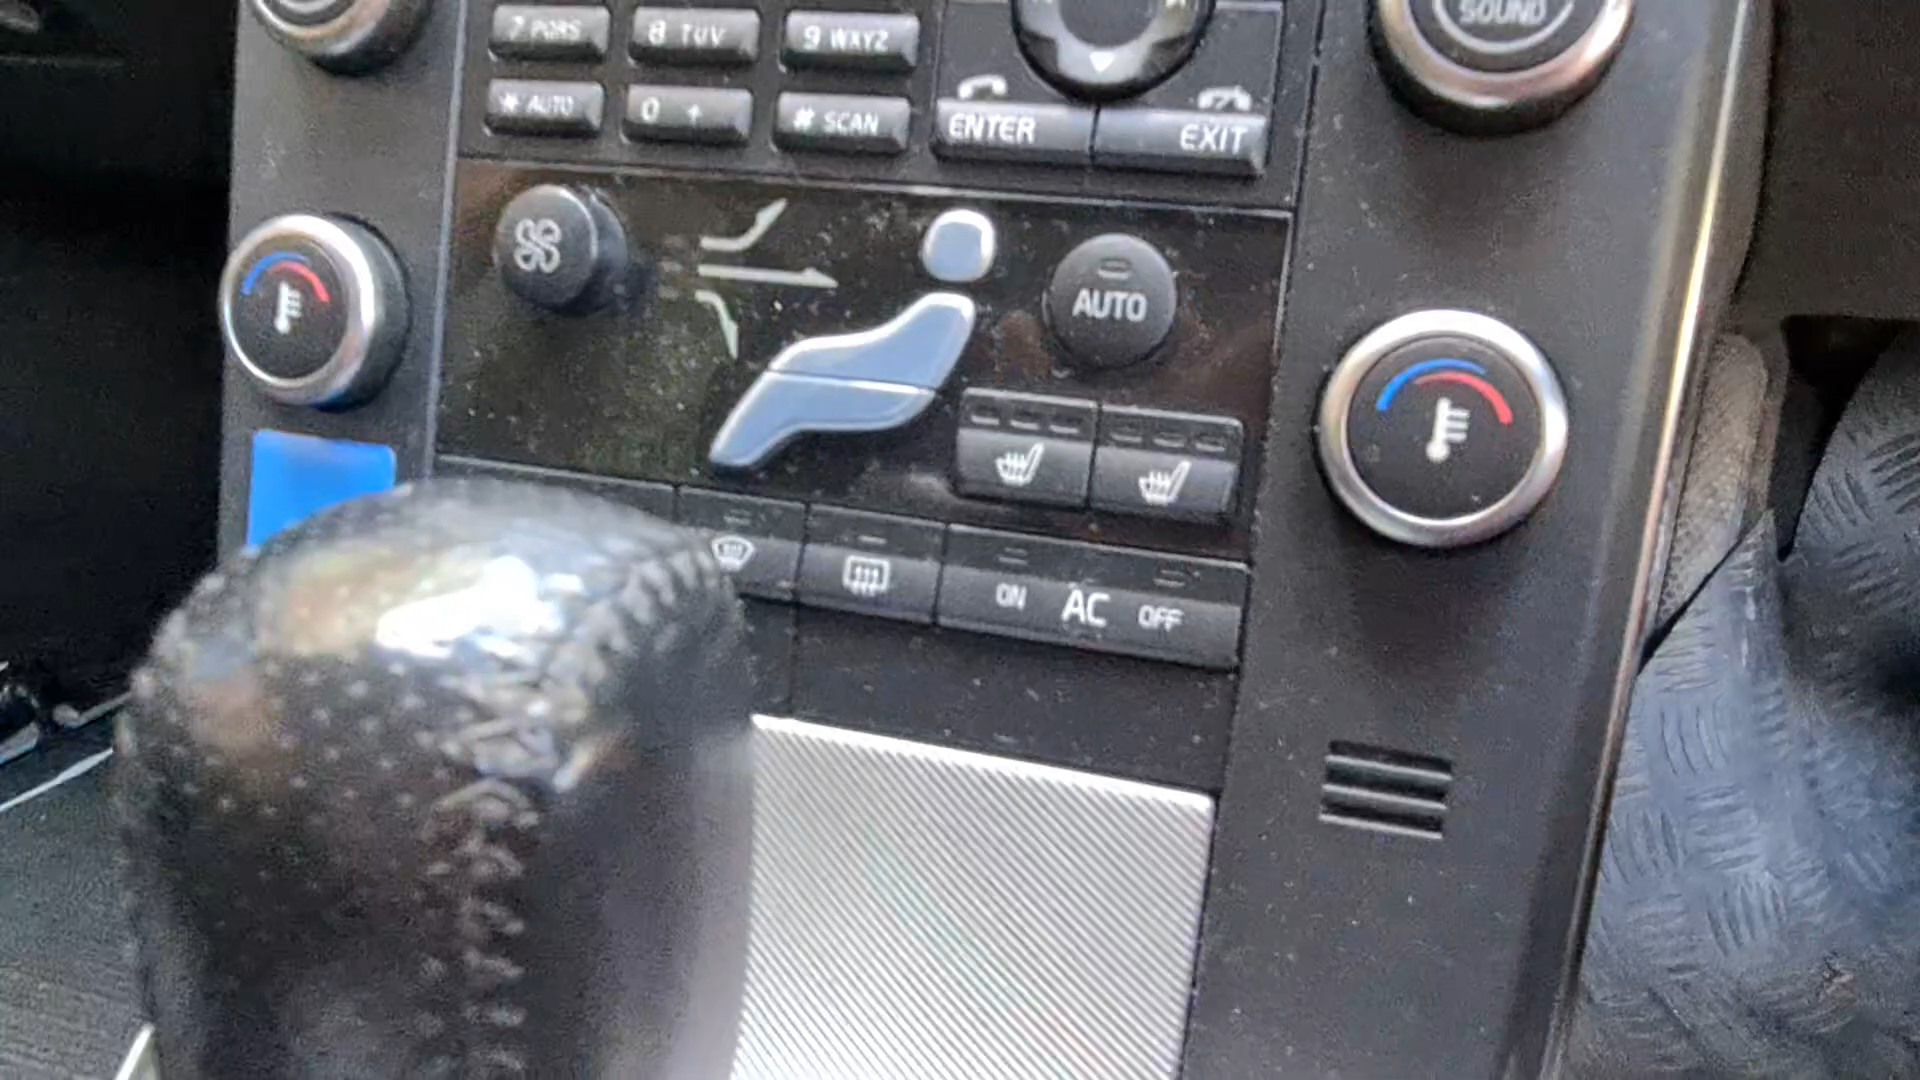 SOUND
7 PQRS
8 TUV
9 WXYZ
* AUTO
0 +
# SCAN
ENTER
EXIT
AUTO
ON AC OFF